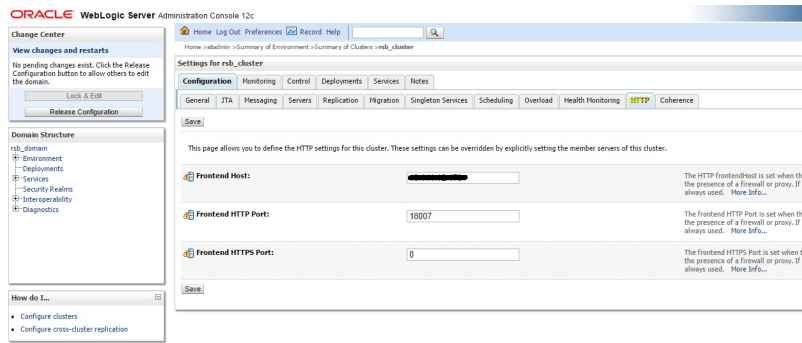 ORACLE WebLogic Server Administration Console 12c
Change Center
View changes and restarts
No pending changes exist. Click the Release
Configuration button to allow others to edit
the domain.
Lock & Edit
Release Configuration
Domain Structure
rsb_domain
Environment
Deployments
Services
Security Realms
Interoperability
Diagnostics
How do I...
Configure clusters
Configure cross-cluster replication
Home Log Out Preferences Record Help
Home >sitadmin >Summary of Environment >Summary of Clusters >rsb_cluster
Settings for rsb_cluster
Configuration Monitoring Control Deployments Services Notes
General JTA Messaging Servers Replication Migration Singleton Services Scheduling Overload Health Monitoring HTTP Coherence
Save
This page allows you to define the HTTP settings for this cluster. These settings can be overridden by explicitly setting the member servers of this cluster.
Frontend Host:
The HTTP frontendHost is set when th
the presence of a firewall or proxy. If
always used. More Info...
Frontend HTTP Port: 18007
The frontend HTTP Port is set when th
the presence of a firewall or proxy. If
always used. More Info...
Frontend HTTPS Port: 0
The frontend HTTPS Port is set when t
the presence of a firewall or proxy. If
always used. More Info...
Save